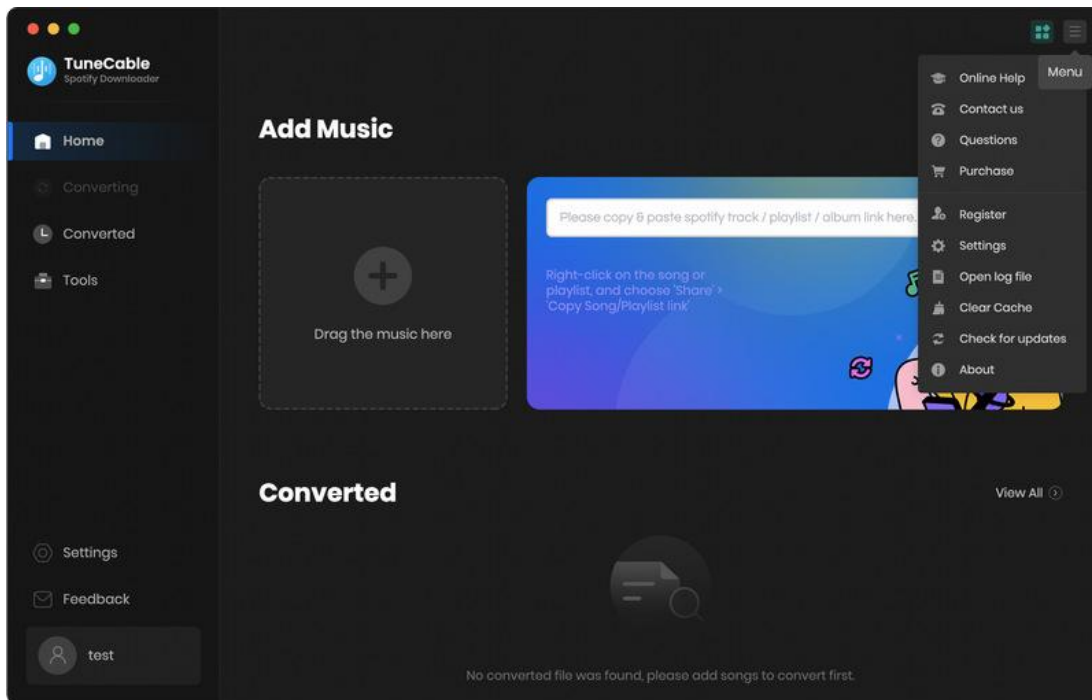 TuneCable
Spotify Downloader
Home
Converting
Converted
Tools
Settings
Feedback
test
Add Music
Drag the music here
Please copy & paste spotify track / playlist / album link here.
Right-click on the song or
playlist, and choose 'Share' >
'Copy Song/Playlist link'
Menu
Online Help
Contact us
Questions
Purchase
Register
Settings
Open log file
Clear Cache
Check for updates
About
Converted
View All
No converted file was found, please add songs to convert first.